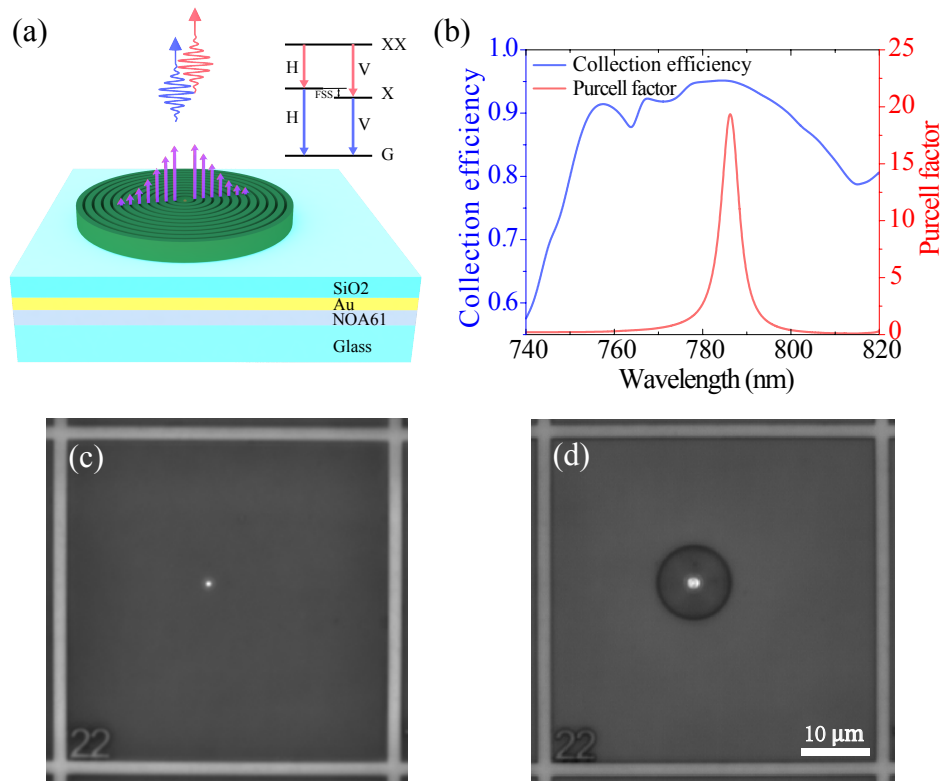 (a)
XX
H
V
FSS
X
H
V
G
SiO2
Au
NOA61
Glass
(b)
Collection efficiency
Purcell factor
1.0
0.9
0.8
0.7
0.6
Collection efficiency
25
20
15
10
5
0
Purcell factor
740
760
780
800
820
Wavelength (nm)
(c)
22
(d)
22
10 μm